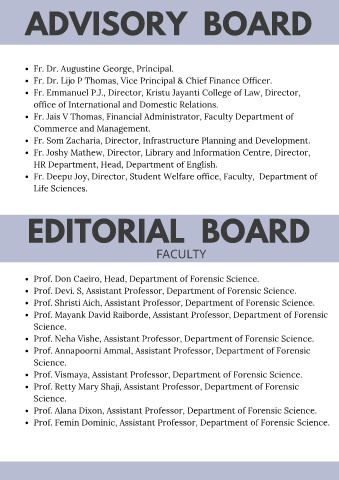 ADVISORY BOARD
• Fr. Dr. Augustine George, Principal.
• Fr. Dr. Lijo P Thomas, Vice Principal & Chief Finance Officer.
• Fr. Emmanuel P.J., Director, Kristu Jayanti College of Law, Director,
office of International and Domestic Relations.
• Fr. Jais V Thomas, Financial Administrator, Faculty Department of
Commerce and Management.
• Fr. Som Zacharia, Director, Infrastructure Planning and Development.
• Fr. Joshy Mathew, Director, Library and Information Centre, Director,
HR Department, Head, Department of English.
• Fr. Deepu Joy, Director, Student Welfare office, Faculty, Department of
Life Sciences.
EDITORIAL BOARD
FACULTY
• Prof. Don Caeiro, Head, Department of Forensic Science.
• Prof. Devi. S, Assistant Professor, Department of Forensic Science.
• Prof. Shristi Aich, Assistant Professor, Department of Forensic Science.
• Prof. Mayank David Raiborde, Assistant Professor, Department of Forensic
Science.
• Prof. Neha Vishe, Assistant Professor, Department of Forensic Science.
• Prof. Annapoorni Ammal, Assistant Professor, Department of Forensic
Science.
• Prof. Vismaya, Assistant Professor, Department of Forensic Science.
• Prof. Retty Mary Shaji, Assistant Professor, Department of Forensic
Science.
• Prof. Alana Dixon, Assistant Professor, Department of Forensic Science.
• Prof. Femin Dominic, Assistant Professor, Department of Forensic Science.